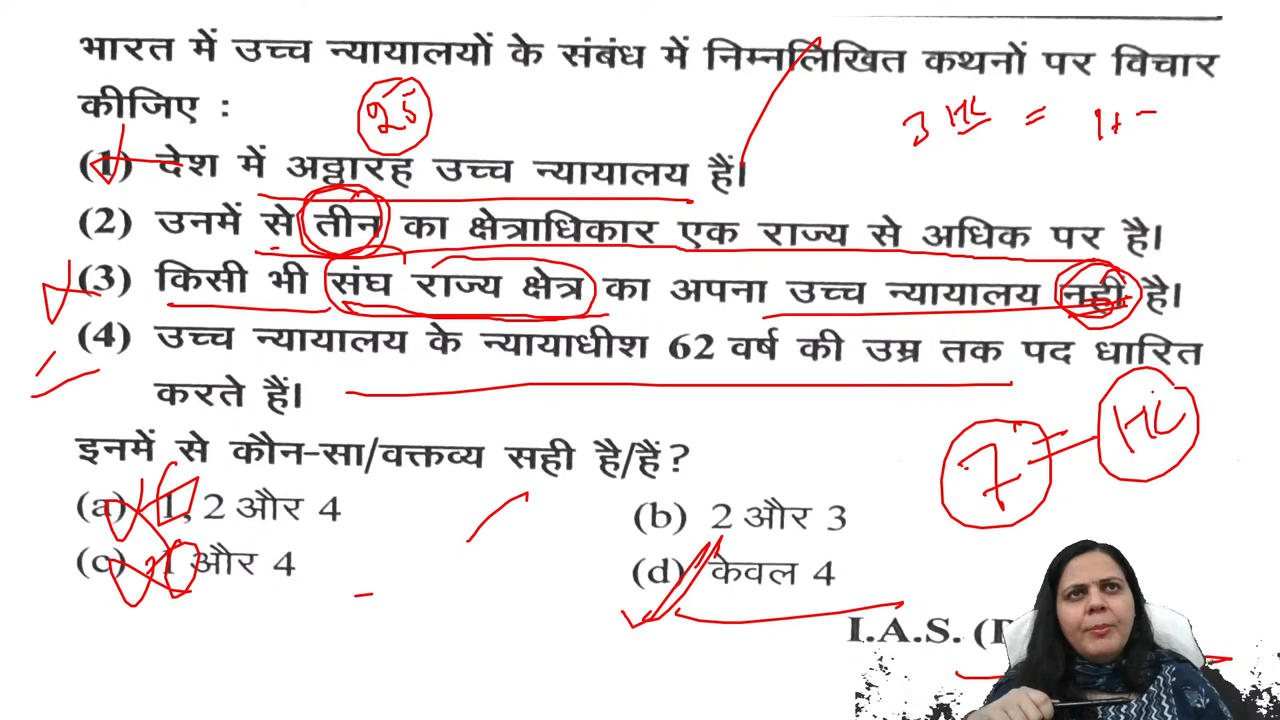 भारत में उच्च न्यायालयों के संबंध में निम्नलिखित कथनों पर विचार
कीजिए :
25
3 HC = 1+ -
(1) देश में अठ्ठारह उच्च न्यायालय हैं।
(2) उनमें से तीन का क्षेत्राधिकार एक राज्य से अधिक पर है।
(3) किसी भी संघ राज्य क्षेत्र का अपना उच्च न्यायालय नही है।
(4) उच्च न्यायालय के न्यायाधीश 62 वर्ष की उम्र तक पद धारित
करते हैं।
7 = HC
इनमें से कौन-सा/वक्तव्य सही है/हैं?
(a) 1, 2 और 4
(b) 2 और 3
(c) 1 और 4
(d) केवल 4
I.A.S.